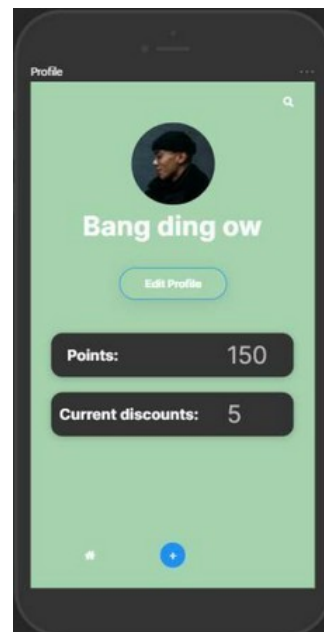 Profile
Bang ding ow
Edit Profile
Points: 150
Current discounts: 5